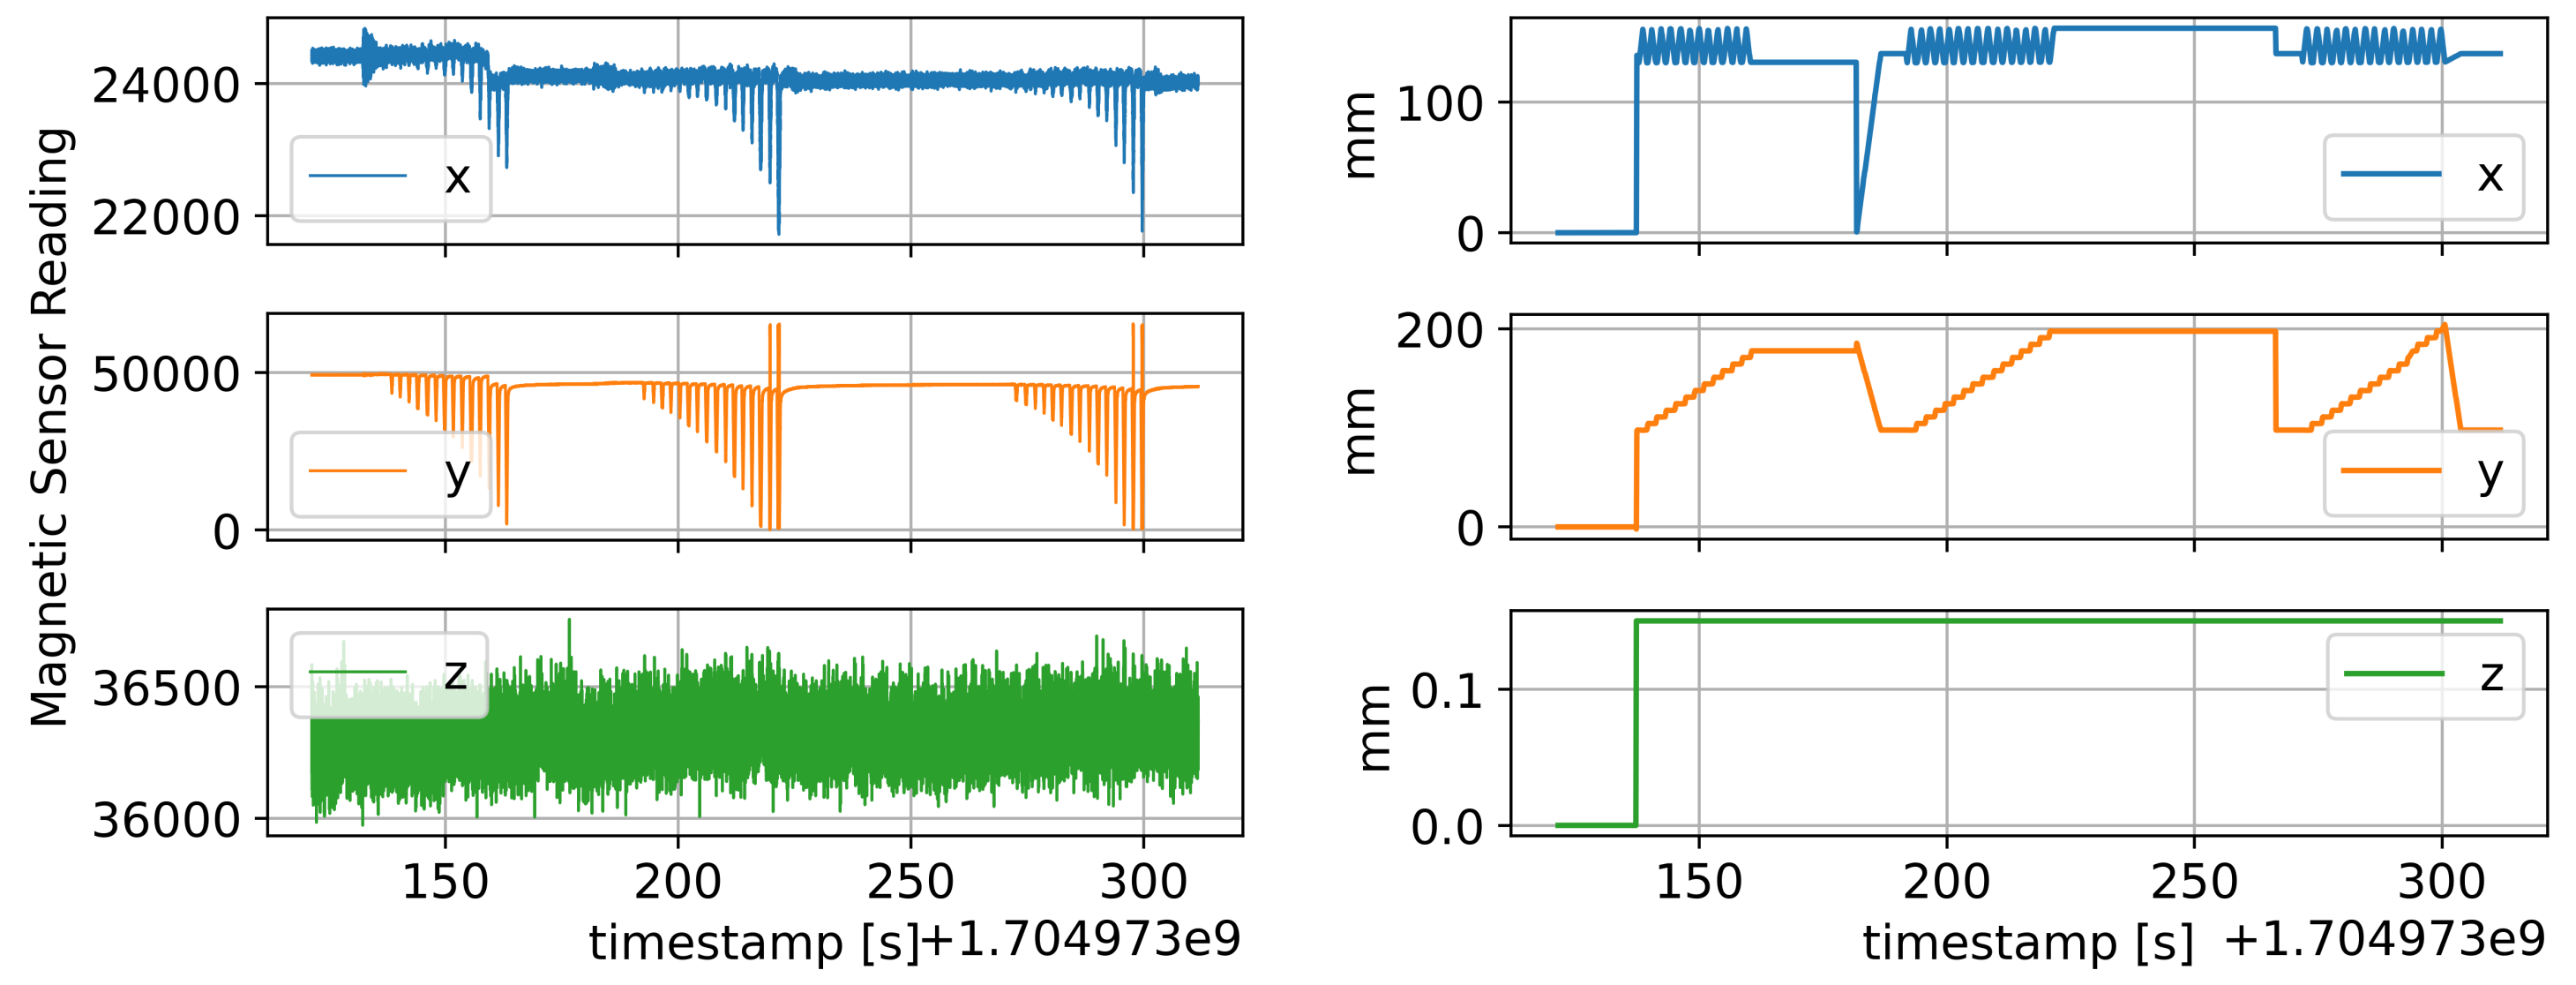 Magnetic Sensor Reading
24000
22000
x
50000
0
y
36500
36000
z
150 200 250 300
timestamp [s]+1.704973e9
mm
100
0
x
mm
200
0
y
mm
0.1
0.0
z
150 200 250 300
timestamp [s] +1.704973e9